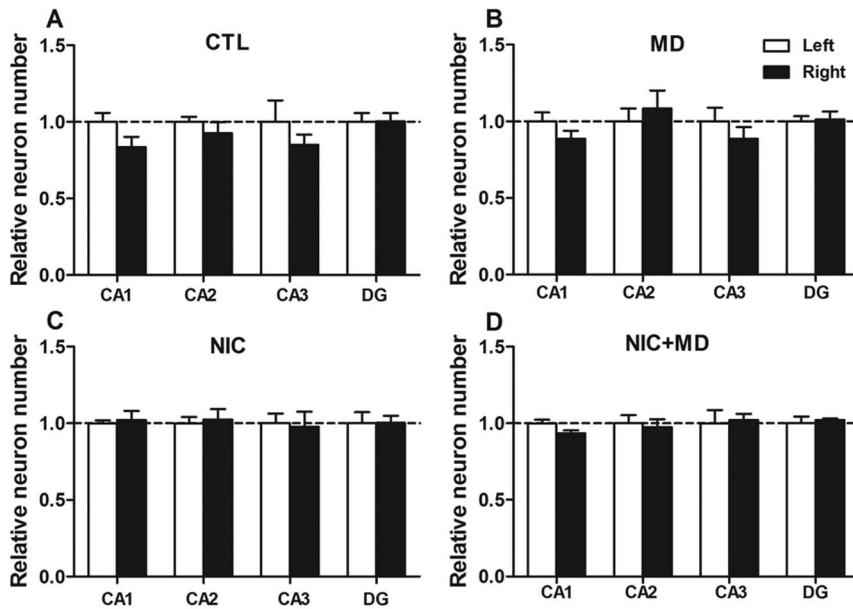 A
CTL
Relative neuron number
1.5
1.0
0.5
0.0
CA1 CA2 CA3 DG
B
MD
Left
Right
Relative neuron number
1.5
1.0
0.5
0.0
CA1 CA2 CA3 DG
C
NIC
Relative neuron number
1.5
1.0
0.5
0.0
CA1 CA2 CA3 DG
D
NIC+MD
Relative neuron number
1.5
1.0
0.5
0.0
CA1 CA2 CA3 DG